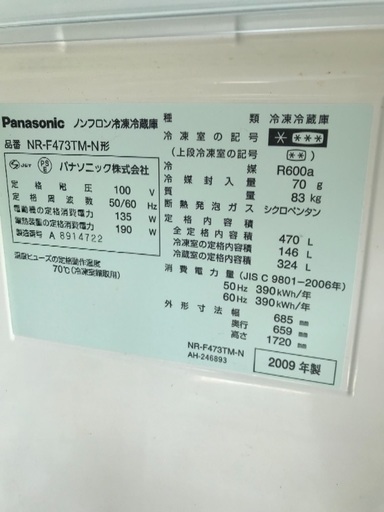 Panasonic ノンフロン冷凍冷蔵庫
品番 NR-F473TM-N形
JET PSE パナソニック株式会社
定格電圧 100 V
定格周波数 50/60 Hz
電動機の定格消費電力 135 W
電熱装置の定格消費電力 190 W
製造番号 A 8914722
温度ヒューズの定格動作温度
70℃(冷凍室霜取用)
種類 冷凍冷蔵庫
冷凍室の記号
(上段冷凍室の記号)
冷媒 R600a
冷媒封入量 70 g
質量 83 kg
断熱発泡ガス シクロペンタン
定格内容積
全定格内容積 470 L
冷凍室の定格内容積 146 L
冷蔵室の定格内容積 324 L
消費電力量(JIS C 9801-2006年)
50Hz 390kWh/年
60Hz 390kWh/年
外形寸法 幅 685 mm
奥行 659 mm
高さ 1720 mm
NR-F473TM-N
AH-246893
2009年製